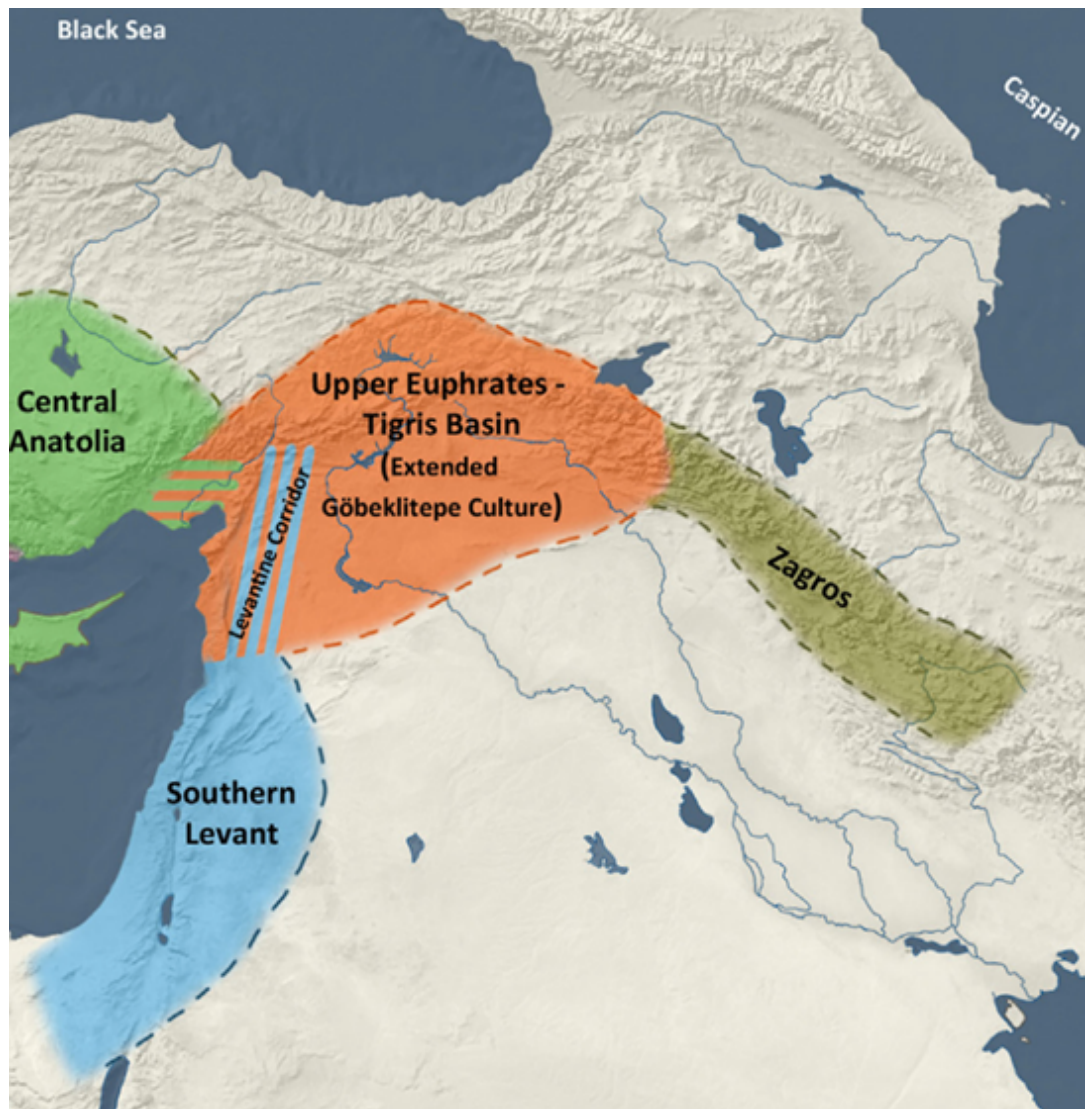 Black Sea
Caspian
Central
Anatolia
Upper Euphrates -
Tigris Basin
(Extended
Göbeklitepe Culture)
Levantine Corridor
Zagros
Southern
Levant